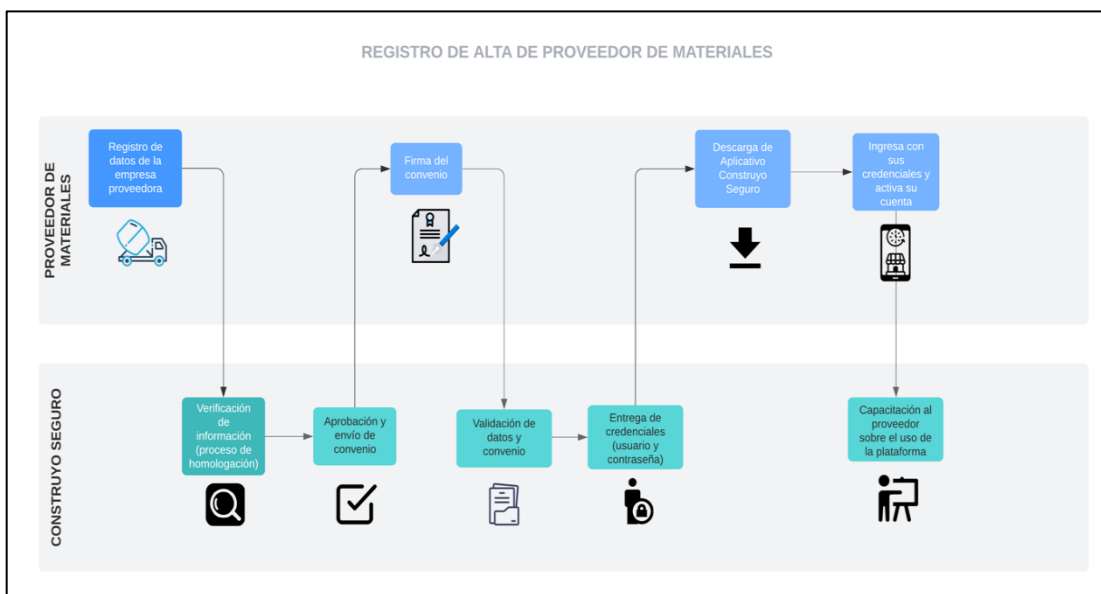 REGISTRO DE ALTA DE PROVEEDOR DE MATERIALES
PROVEEDOR DE
MATERIALES
Registro de
datos de la
empresa
proveedora
Firma del
convenio
Descarga de
Aplicativo
Construyo
Seguro
Ingresa con
sus
credenciales y
activa su
cuenta
CONSTRUYO SEGURO
Verificación
de
información
(proceso de
homologación)
Aprobación y
envío de
convenio
Validación de
datos y
convenio
Entrega de
credenciales
(usuario y
contraseña)
Capacitación al
proveedor
sobre el uso de
la plataforma